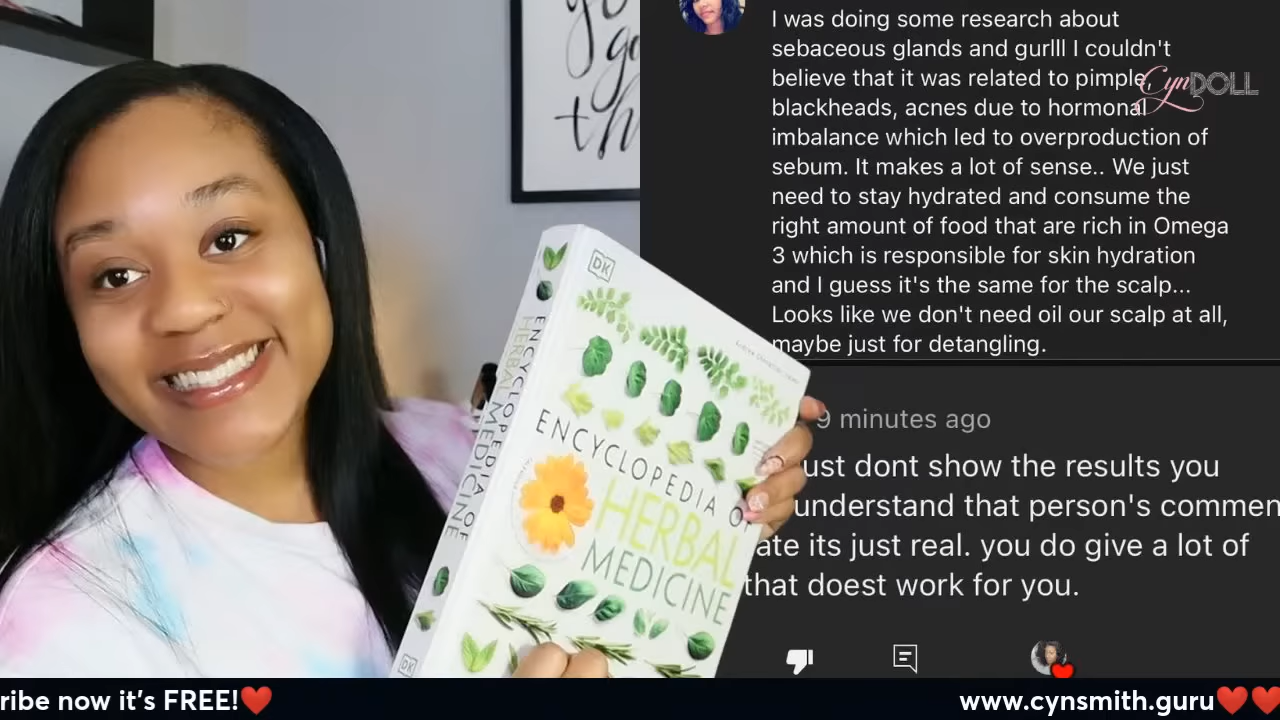 I was doing some research about
sebaceous glands and gurlll I couldn't
believe that it was related to pimple,
blackheads, acnes due to hormonal
imbalance which led to overproduction of
sebum. It makes a lot of sense.. We just
need to stay hydrated and consume the
right amount of food that are rich in Omega
3 which is responsible for skin hydration
and I guess it's the same for the scalp...
Looks like we don't need oil our scalp at all,
maybe just for detangling.
CynDOLL
9 minutes ago
ust dont show the results you
understand that person's commen
ate its just real. you do give a lot of
that doest work for you.
DK
ENCYCLOPEDIA OF
HERBAL
MEDICINE
ENCYCLOPEDIA OF
HERBAL MEDICINE
DK
ribe now it's FREE!❤️
www.cynsmith.guru❤️❤️